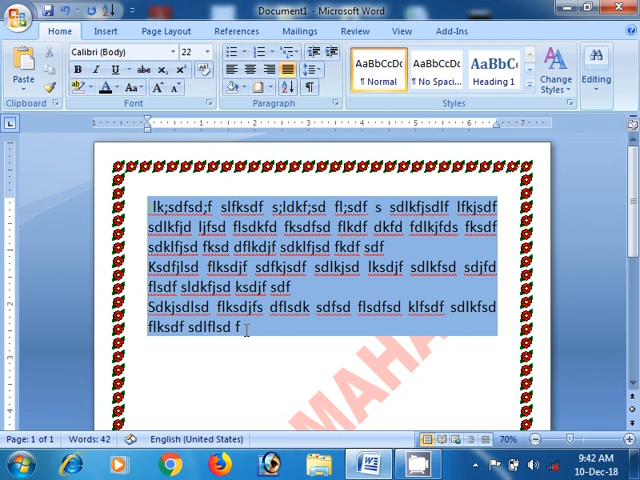 Document1 - Microsoft Word
Home Insert Page Layout References Mailings Review View Add-Ins
Paste
Calibri (Body) 22
AaBbCcDc AaBbCcDc AaBbCc
¶ Normal ¶ No Spaci... Heading 1
Change Styles
Editing
Clipboard Font Paragraph Styles
lk;sdfsd;f slfksdf s;ldkf;sd fl;sdf s sdlkfjsdlf lfkjsdf
sdlkfjd ljfsd flsdkfd fksdfsd flkdf dkfd fdlkjfds fksdf
sdklfjsd fksd dflkdjf sdklfjsd fkdf sdf
Ksdfjlsd flksdjf sdfkjsdf sdlkjsd lksdjf sdlkfsd sdjfd
flsdf sldkfjsd ksdjf sdf
Sdkjsdlsd flksdjfs dflsdk sdfsd flsdfsd klfsdf sdlkfsd
flksdf sdlflsd f
MAHA
Page: 1 of 1 Words: 42 English (United States) 70%
9:42 AM
10-Dec-18